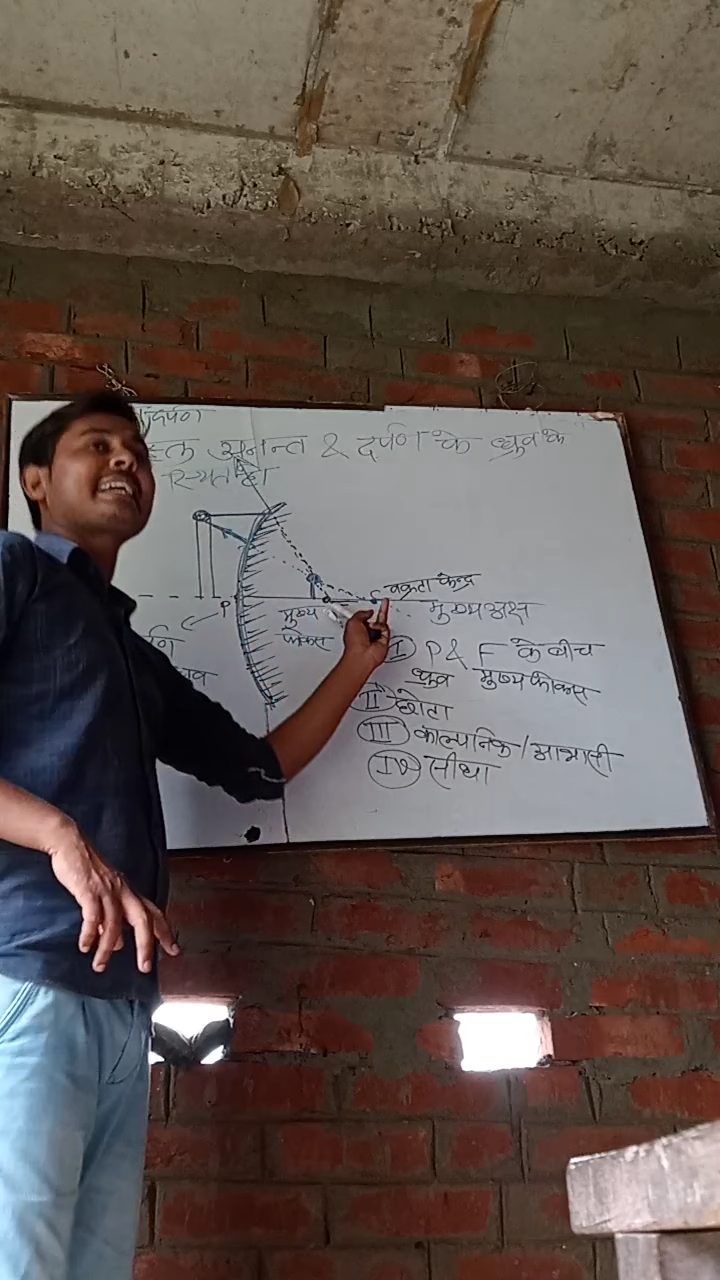 दर्पण
अनन्त & दर्पण के ध्रुव के
स्थित हो
वक्रता केन्द्र
C
P
मुख्य
फोकस
मुख्य अक्ष
I P & F के बीच
ध्रुव मुख्य फोकस
II छोटा
III काल्पनिक / आभासी
IV सीधा